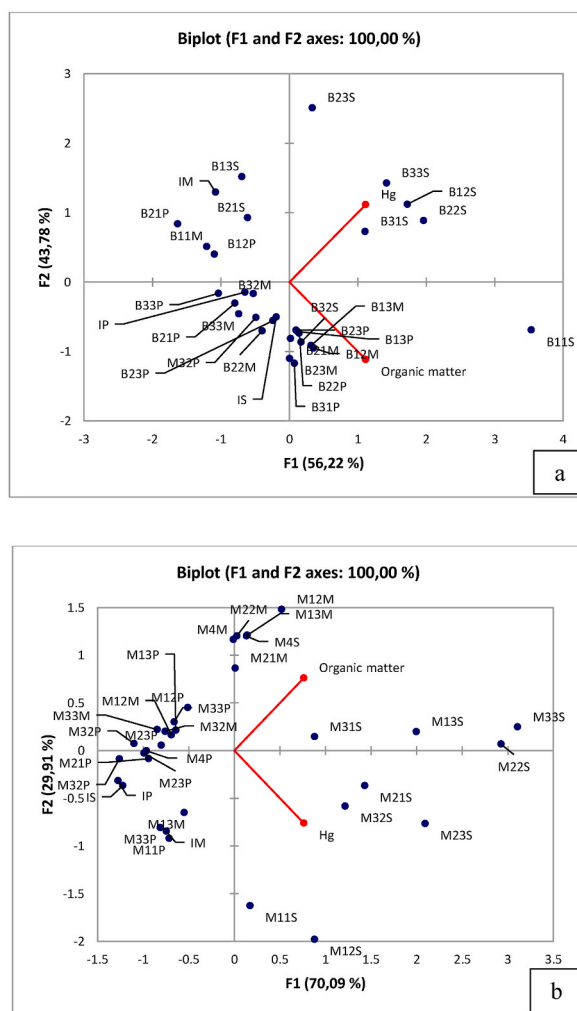 Biplot (F1 and F2 axes: 100,00 %)
3
B23S
2
B13S
B33S
IM
Hg
B12S
B21S
B21P
B22S
1
B31S
B11M
B12P
F2 (43,78 %)
0
B32M
B33P
B32S
B13M
IP
B33M
B23P
B11S
B21P
B13P
M32P
B21M
B12M
-1
B23P
B22M
B23M
Organic matter
B22P
IS
B31P
-2
-3
-2
-1
0
1
2
3
4
F1 (56,22 %)
a
Biplot (F1 and F2 axes: 100,00 %)
1.5
M12M
M22M
M13M
M4M
M4S
1
M13P
M21M
Organic matter
M12M
M12P
0.5
M33P
M33M
M32M
M31S
M13S
M33S
M32P
M23P
0
M21P
M4P
M22S
M23P
M32P
M21S
-0.5
IS
IP
M32S
M13M
IM
Hg
M23S
M33P
M11P
-1
F2 (29,91 %)
-1.5
M11S
M12S
-2
-1.5
-1
-0.5
0
0.5
1
1.5
2
2.5
3
3.5
F1 (70,09 %)
b